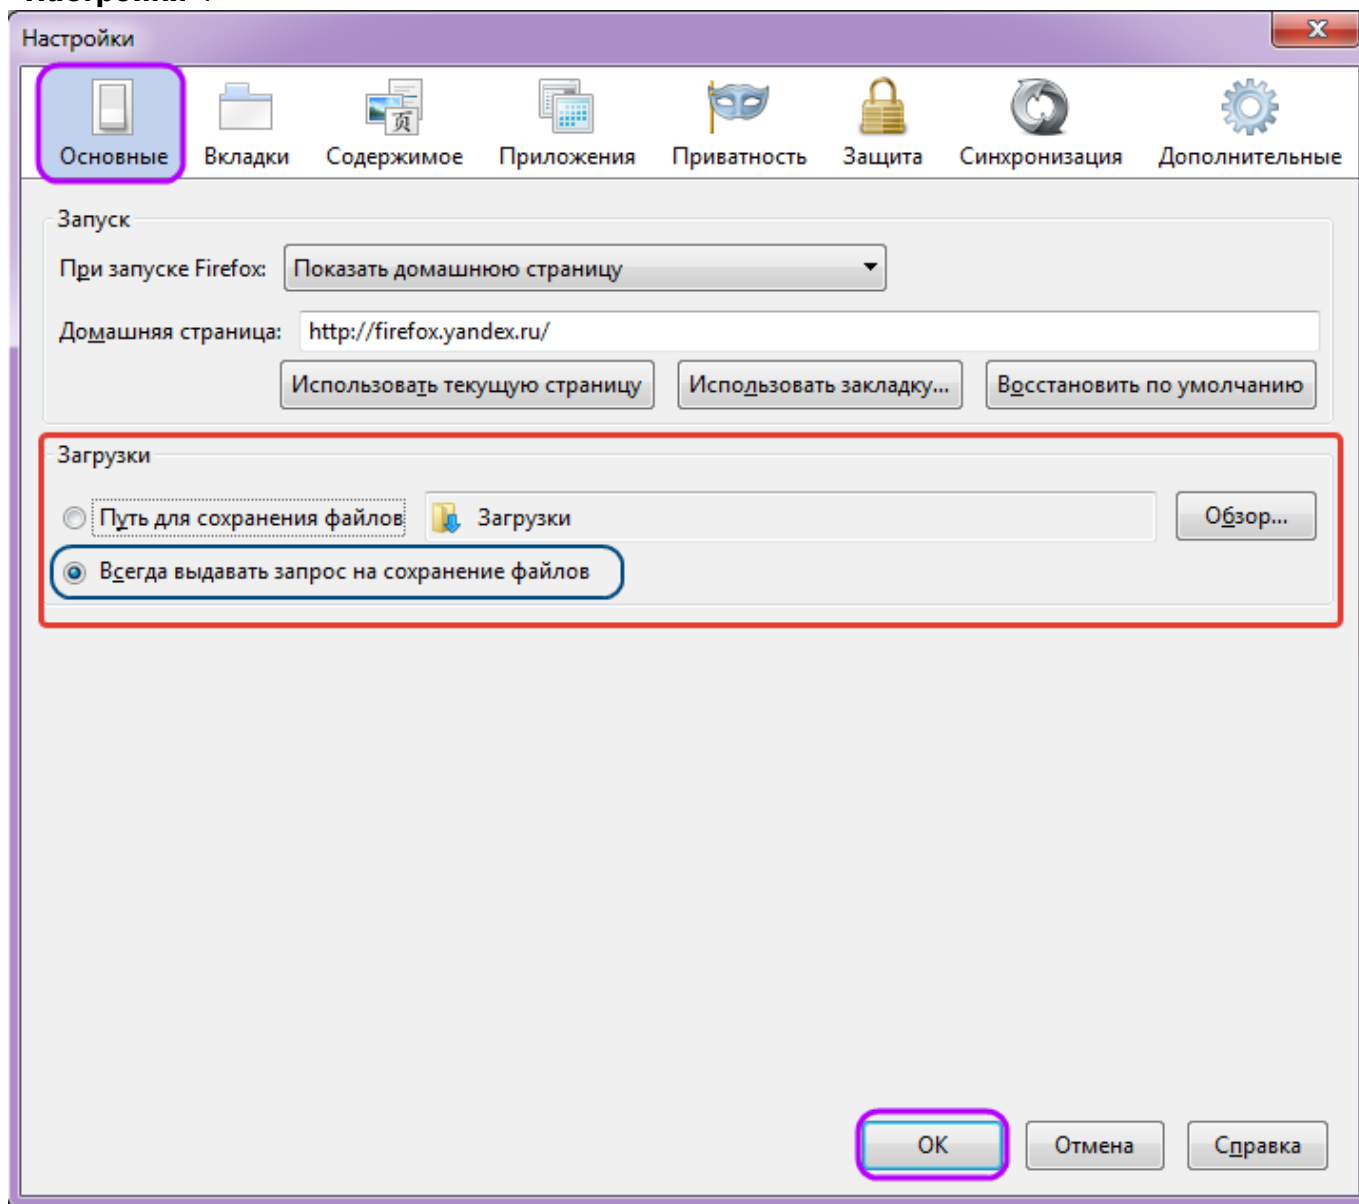 Настройки
Основные Вкладки Содержимое Приложения Приватность Защита Синхронизация Дополнительные
Запуск
При запуске Firefox: Показать домашнюю страницу
Домашняя страница: http://firefox.yandex.ru/
Использовать текущую страницу Использовать закладку... Восстановить по умолчанию
Загрузки
Путь для сохранения файлов Загрузки Обзор...
Всегда выдавать запрос на сохранение файлов
OK Отмена Справка